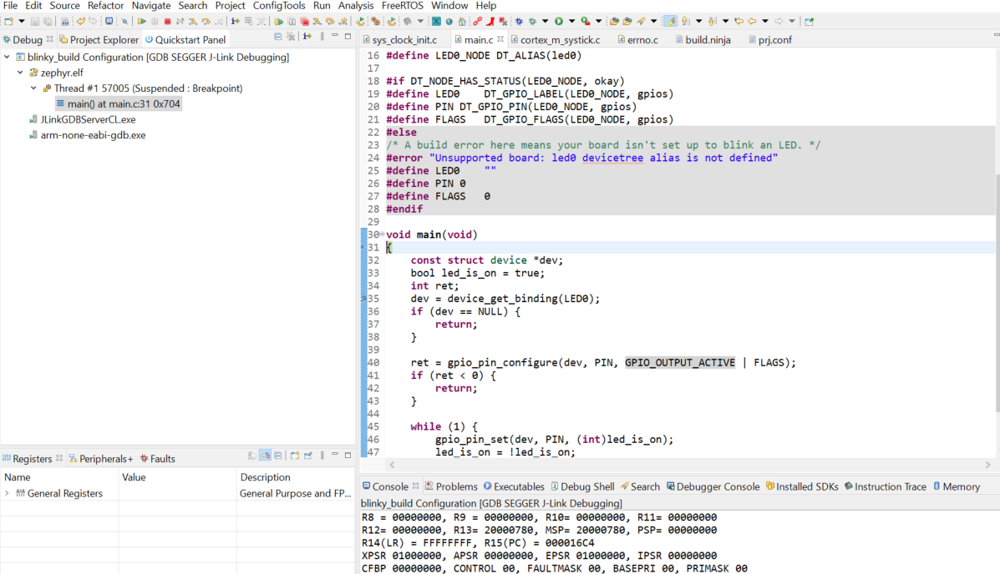 File Edit Source Refactor Navigate Search Project ConfigTools Run Analysis FreeRTOS Window Help
Debug Project Explorer Quickstart Panel
blinky_build Configuration [GDB SEGGER J-Link Debugging]
zephyr.elf
Thread #1 57005 (Suspended : Breakpoint)
main() at main.c:31 0x704
JLinkGDBServerCL.exe
arm-none-eabi-gdb.exe
sys_clock_init.c main.c cortex_m_systick.c errno.c build.ninja prj.conf
16 #define LED0_NODE DT_ALIAS(led0)
17
18 #if DT_NODE_HAS_STATUS(LED0_NODE, okay)
19 #define LED0    DT_GPIO_LABEL(LED0_NODE, gpios)
20 #define PIN DT_GPIO_PIN(LED0_NODE, gpios)
21 #define FLAGS   DT_GPIO_FLAGS(LED0_NODE, gpios)
22 #else
23 /* A build error here means your board isn't set up to blink an LED. */
24 #error "Unsupported board: led0 devicetree alias is not defined"
25 #define LED0    ""
26 #define PIN 0
27 #define FLAGS   0
28 #endif
29
30 void main(void)
31 {
32     const struct device *dev;
33     bool led_is_on = true;
34     int ret;
35     dev = device_get_binding(LED0);
36     if (dev == NULL) {
37         return;
38     }
39
40     ret = gpio_pin_configure(dev, PIN, GPIO_OUTPUT_ACTIVE | FLAGS);
41     if (ret < 0) {
42         return;
43     }
44
45     while (1) {
46         gpio_pin_set(dev, PIN, (int)led_is_on);
47         led_is_on = !led_is_on;
Registers Peripherals+ Faults
Name Value Description
General Registers General Purpose and FP...
Console Problems Executables Debug Shell Search Debugger Console Installed SDKs Instruction Trace Memory
blinky_build Configuration [GDB SEGGER J-Link Debugging]
R8 = 00000000, R9 = 00000000, R10= 00000000, R11= 00000000
R12= 00000000, R13= 20000780, MSP= 20000780, PSP= 00000000
R14(LR) = FFFFFFFF, R15(PC) = 000016C4
XPSR 01000000, APSR 00000000, EPSR 01000000, IPSR 00000000
CFBP 00000000, CONTROL 00, FAULTMASK 00, BASEPRI 00, PRIMASK 00